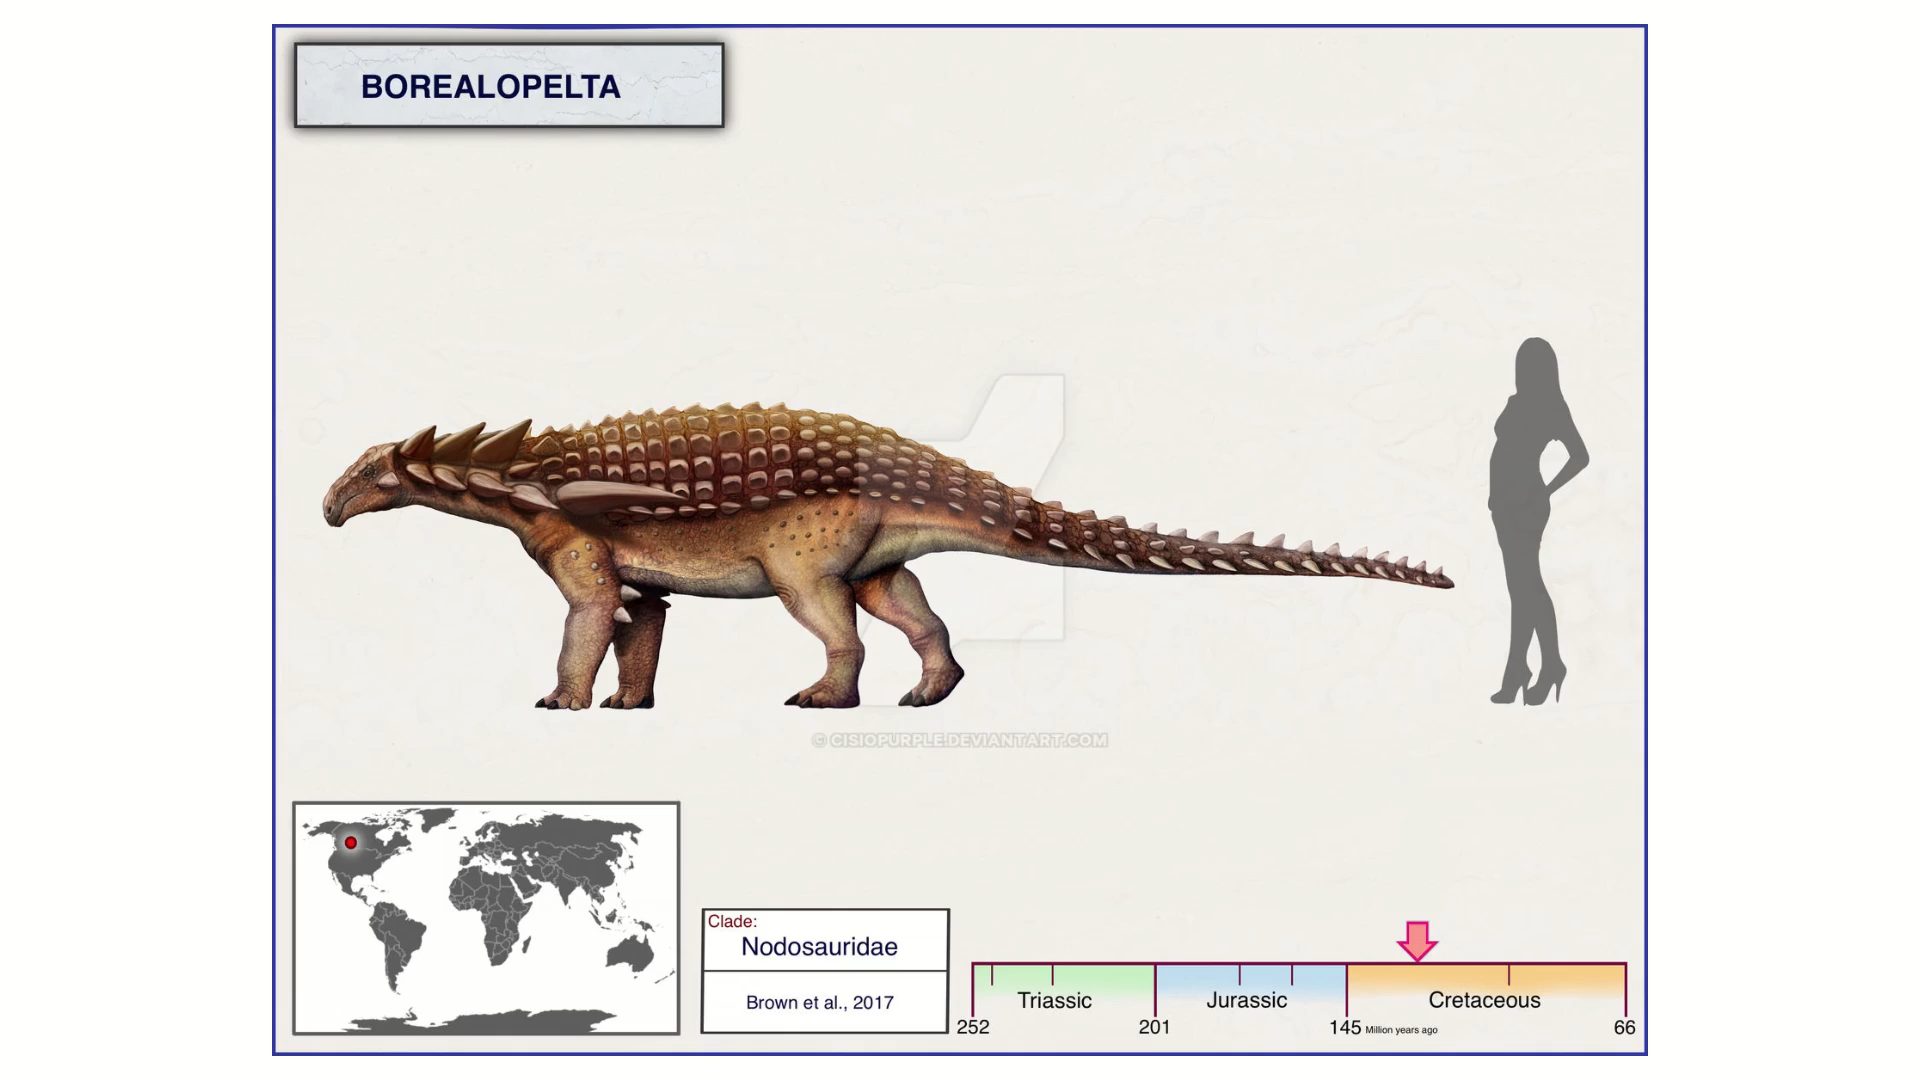 BOREALOPELTA
© CISIOPURPLE.DEVIANTART.COM
Clade:
Nodosauridae
Brown et al., 2017
Triassic Jurassic Cretaceous
252 201 145 Million years ago 66